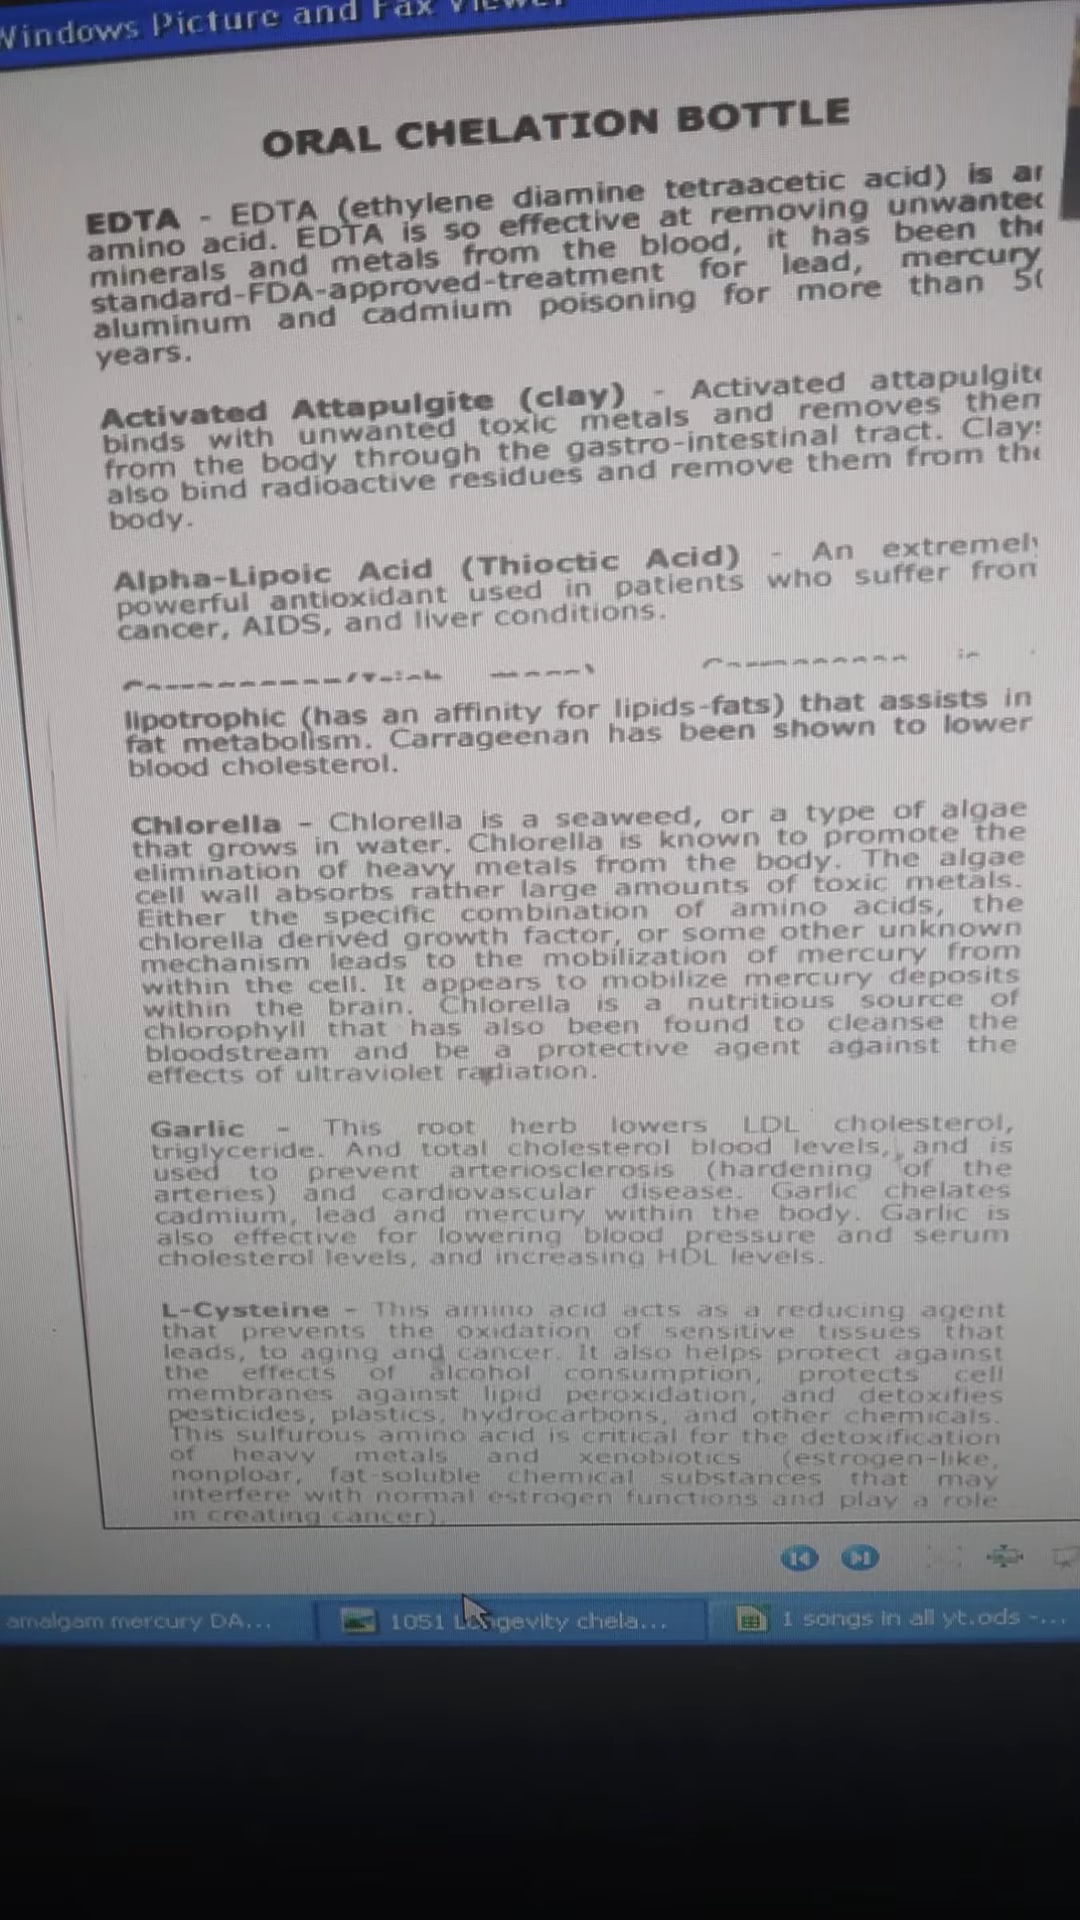 Windows Picture and Fax Viewer
ORAL CHELATION BOTTLE
EDTA - EDTA (ethylene diamine tetraacetic acid) is an
amino acid. EDTA is so effective at removing unwanted
minerals and metals from the blood, it has been the
standard-FDA-approved-treatment for lead, mercury
aluminum and cadmium poisoning for more than 50
years.
Activated Attapulgite (clay) - Activated attapulgite
binds with unwanted toxic metals and removes them
from the body through the gastro-intestinal tract. Clays
also bind radioactive residues and remove them from the
body.
Alpha-Lipoic Acid (Thioctic Acid) - An extremely
powerful antioxidant used in patients who suffer from
cancer, AIDS, and liver conditions.
lipotrophic (has an affinity for lipids-fats) that assists in
fat metabolism. Carrageenan has been shown to lower
blood cholesterol.
Chlorella - Chlorella is a seaweed, or a type of algae
that grows in water. Chlorella is known to promote the
elimination of heavy metals from the body. The algae
cell wall absorbs rather large amounts of toxic metals.
Either the specific combination of amino acids, the
chlorella derived growth factor, or some other unknown
mechanism leads to the mobilization of mercury from
within the cell. It appears to mobilize mercury deposits
within the brain. Chlorella is a nutritious source of
chlorophyll that has also been found to cleanse the
bloodstream and be a protective agent against the
effects of ultraviolet radiation.
Garlic - This root herb lowers LDL cholesterol,
triglyceride. And total cholesterol blood levels, and is
used to prevent arteriosclerosis (hardening of the
arteries) and cardiovascular disease. Garlic chelates
cadmium, lead and mercury within the body. Garlic is
also effective for lowering blood pressure and serum
cholesterol levels, and increasing HDL levels.
L-Cysteine - This amino acid acts as a reducing agent
that prevents the oxidation of sensitive tissues that
leads, to aging and cancer. It also helps protect against
the effects of alcohol consumption, protects cell
membranes against lipid peroxidation, and detoxifies
pesticides, plastics, hydrocarbons, and other chemicals.
This sulfurous amino acid is critical for the detoxification
of heavy metals and xenobiotics (estrogen-like,
nonploar, fat-soluble chemical substances that may
interfere with normal estrogen functions and play a role
in creating cancer).
amalgam mercury DA...
1051 Longevity chela...
1 songs in all yt.ods -...